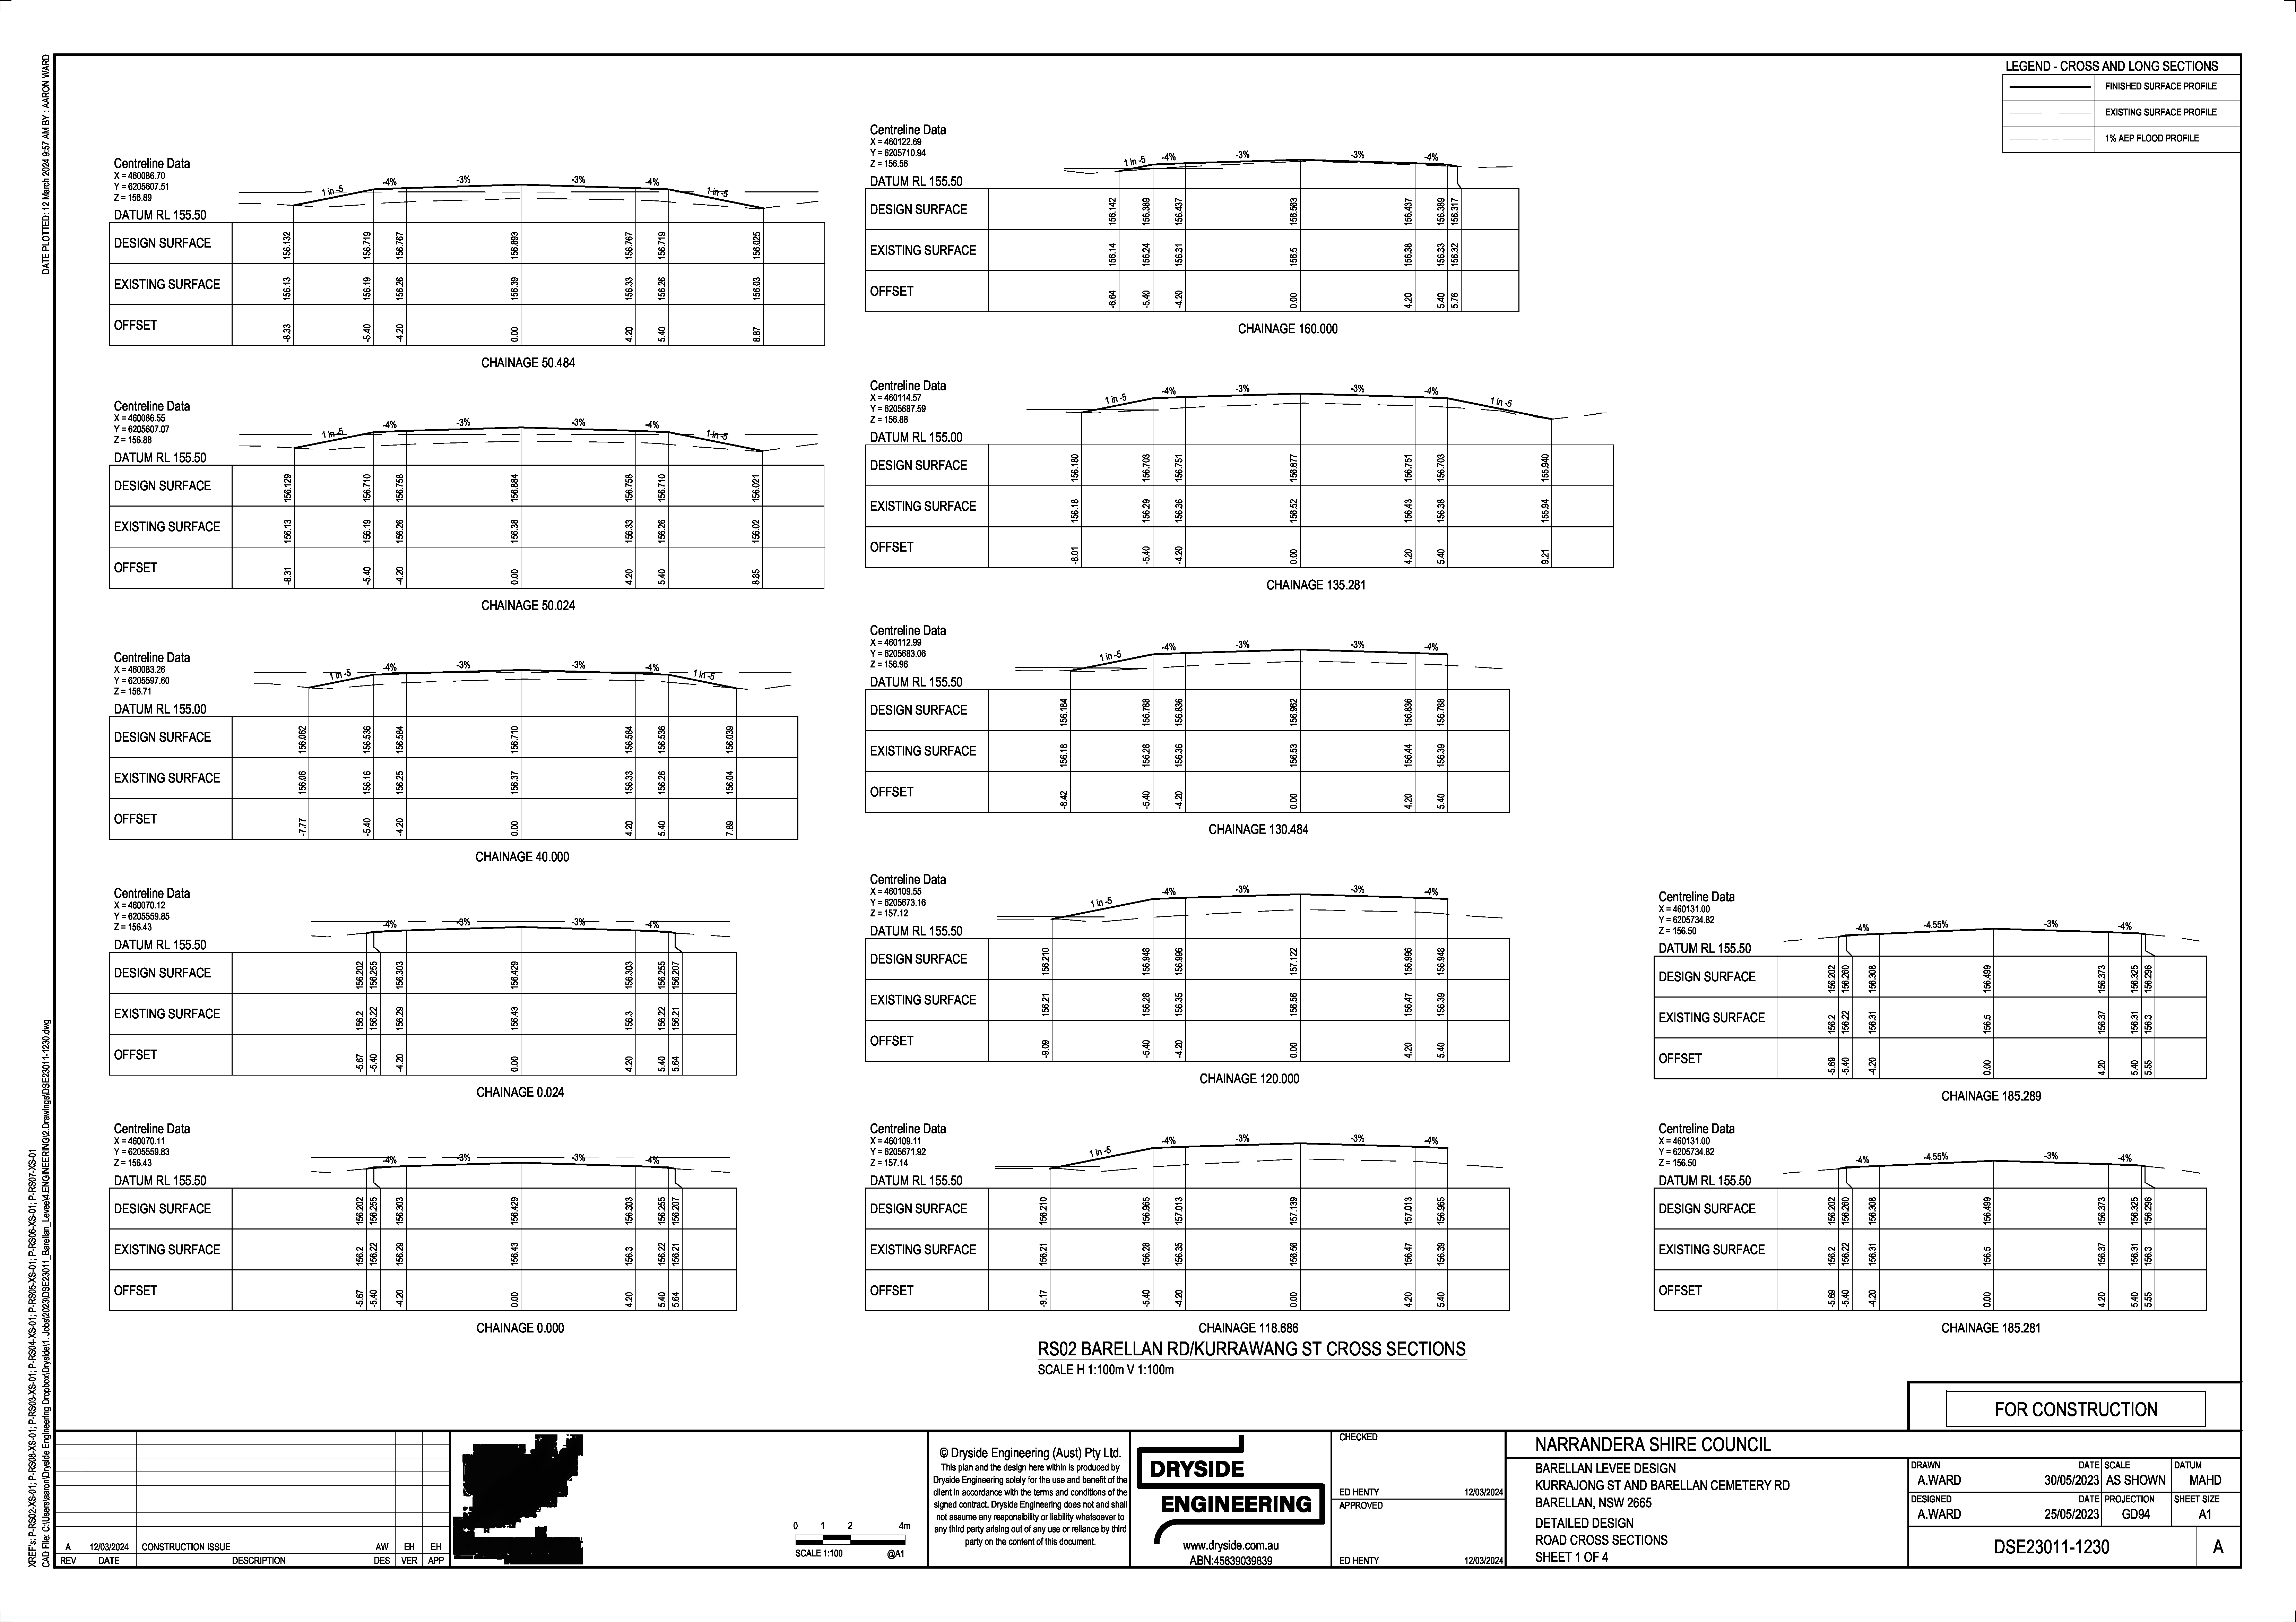 LEGEND - CROSS AND LONG SECTIONS
FINISHED SURFACE PROFILE
EXISTING SURFACE PROFILE
1% AEP FLOOD PROFILE
Centreline Data
X = 460086.70
Y = 6205607.51
Z = 156.89
1 in -5 -4% -3% -3% -4% 1 in -5
DATUM RL 155.50
DESIGN SURFACE 156.132 156.719 156.767 156.893 156.767 156.719 156.025
EXISTING SURFACE 156.13 156.19 156.26 156.39 156.33 156.26 156.03
OFFSET -8.33 -5.40 -4.20 0.00 4.20 5.40 8.87
CHAINAGE 50.484
Centreline Data
X = 460086.55
Y = 6205607.07
Z = 156.88
1 in -5 -4% -3% -3% -4% 1 in -5
DATUM RL 155.50
DESIGN SURFACE 156.129 156.710 156.758 156.884 156.758 156.710 156.021
EXISTING SURFACE 156.13 156.19 156.26 156.38 156.33 156.26 156.02
OFFSET -8.31 -5.40 -4.20 0.00 4.20 5.40 8.85
CHAINAGE 50.024
Centreline Data
X = 460083.26
Y = 6205597.60
Z = 156.71
1 in -5 -4% -3% -3% -4% 1 in -5
DATUM RL 155.00
DESIGN SURFACE 156.062 156.536 156.584 156.710 156.584 156.536 156.039
EXISTING SURFACE 156.06 156.16 156.25 156.37 156.33 156.26 156.04
OFFSET -7.77 -5.40 -4.20 0.00 4.20 5.40 7.89
CHAINAGE 40.000
Centreline Data
X = 460070.12
Y = 6205559.85
Z = 156.43
-4% -3% -3% -4%
DATUM RL 155.50
DESIGN SURFACE 156.202 156.255 156.303 156.429 156.303 156.255 156.207
EXISTING SURFACE 156.2 156.22 156.29 156.43 156.3 156.22 156.21
OFFSET -5.67 -5.40 -4.20 0.00 4.20 5.40 5.64
CHAINAGE 0.024
Centreline Data
X = 460070.11
Y = 6205559.83
Z = 156.43
-4% -3% -3% -4%
DATUM RL 155.50
DESIGN SURFACE 156.202 156.255 156.303 156.429 156.303 156.255 156.207
EXISTING SURFACE 156.2 156.22 156.29 156.43 156.3 156.22 156.21
OFFSET -5.67 -5.40 -4.20 0.00 4.20 5.40 5.64
CHAINAGE 0.000
Centreline Data
X = 460122.69
Y = 6205710.94
Z = 156.56
1 in -5 -4% -3% -3% -4%
DATUM RL 155.50
DESIGN SURFACE 156.142 156.389 156.437 156.563 156.437 156.389 156.317
EXISTING SURFACE 156.14 156.24 156.31 156.5 156.38 156.33 156.32
OFFSET -6.64 -5.40 -4.20 0.00 4.20 5.40 5.76
CHAINAGE 160.000
Centreline Data
X = 460114.57
Y = 6205687.59
Z = 156.88
1 in -5 -4% -3% -3% -4% 1 in -5
DATUM RL 155.00
DESIGN SURFACE 156.180 156.703 156.751 156.877 156.751 156.703 155.940
EXISTING SURFACE 156.18 156.29 156.36 156.52 156.43 156.38 155.94
OFFSET -8.01 -5.40 -4.20 0.00 4.20 5.40 9.21
CHAINAGE 135.281
Centreline Data
X = 460112.99
Y = 6205683.06
Z = 156.96
1 in -5 -4% -3% -3% -4%
DATUM RL 155.50
DESIGN SURFACE 156.184 156.788 156.836 156.962 156.836 156.788
EXISTING SURFACE 156.18 156.28 156.36 156.53 156.44 156.39
OFFSET -8.42 -5.40 -4.20 0.00 4.20 5.40
CHAINAGE 130.484
Centreline Data
X = 460109.55
Y = 6205673.16
Z = 157.12
1 in -5 -4% -3% -3% -4%
DATUM RL 155.50
DESIGN SURFACE 156.210 156.948 156.996 157.122 156.996 156.948
EXISTING SURFACE 156.21 156.28 156.35 156.56 156.47 156.39
OFFSET -9.09 -5.40 -4.20 0.00 4.20 5.40
CHAINAGE 120.000
Centreline Data
X = 460109.11
Y = 6205671.92
Z = 157.14
1 in -5 -4% -3% -3% -4%
DATUM RL 155.50
DESIGN SURFACE 156.210 156.965 157.013 157.139 157.013 156.965
EXISTING SURFACE 156.21 156.28 156.35 156.56 156.47 156.39
OFFSET -9.17 -5.40 -4.20 0.00 4.20 5.40
CHAINAGE 118.686
Centreline Data
X = 460131.00
Y = 6205734.82
Z = 156.50
-4% -4.55% -3% -4%
DATUM RL 155.50
DESIGN SURFACE 156.202 156.260 156.308 156.499 156.373 156.325 156.296
EXISTING SURFACE 156.2 156.22 156.31 156.5 156.37 156.31 156.3
OFFSET -5.69 -5.40 -4.20 0.00 4.20 5.40 5.55
CHAINAGE 185.289
Centreline Data
X = 460131.00
Y = 6205734.82
Z = 156.50
-4% -4.55% -3% -4%
DATUM RL 155.50
DESIGN SURFACE 156.202 156.260 156.308 156.499 156.373 156.325 156.296
EXISTING SURFACE 156.2 156.22 156.31 156.5 156.37 156.31 156.3
OFFSET -5.69 -5.40 -4.20 0.00 4.20 5.40 5.55
CHAINAGE 185.281
RS02 BARELLAN RD/KURRAWANG ST CROSS SECTIONS
SCALE H 1:100m V 1:100m
FOR CONSTRUCTION
A 12/03/2024 CONSTRUCTION ISSUE AW EH EH
REV DATE DESCRIPTION DES VER APP
0 1 2 4m
SCALE 1:100 @A1
© Dryside Engineering (Aust) Pty Ltd.
This plan and the design here within is produced by
Dryside Engineering solely for the use and benefit of the
client in accordance with the terms and conditions of the
signed contract. Dryside Engineering does not and shall
not assume any responsibility or liability whatsoever to
any third party arising out of any use or reliance by third
party on the content of this document.
DRYSIDE
ENGINEERING
www.dryside.com.au
ABN:45639039839
CHECKED
ED HENTY 12/03/2024
APPROVED
ED HENTY 12/03/2024
NARRANDERA SHIRE COUNCIL
BARELLAN LEVEE DESIGN
KURRAJONG ST AND BARELLAN CEMETERY RD
BARELLAN, NSW 2665
DETAILED DESIGN
ROAD CROSS SECTIONS
SHEET 1 OF 4
DRAWN DATE SCALE DATUM
A.WARD 30/05/2023 AS SHOWN MAHD
DESIGNED DATE PROJECTION SHEET SIZE
A.WARD 25/05/2023 GD94 A1
DSE23011-1230 A
DATE PLOTTED: 12 March 2024 9:57 AM BY : AARON WARD
XREF's: P-RS02-XS-01; P-RS08-XS-01; P-RS03-XS-01; P-RS04-XS-01; P-RS05-XS-01; P-RS06-XS-01; P-RS07-XS-01
CAD File: C:\Users\aaron\Dryside Engineering Dropbox\Dryside\1. Jobs\2023\DSE23011_Barellan_Levee\4.ENGINEERING\2.Drawings\DSE23011-1230.dwg